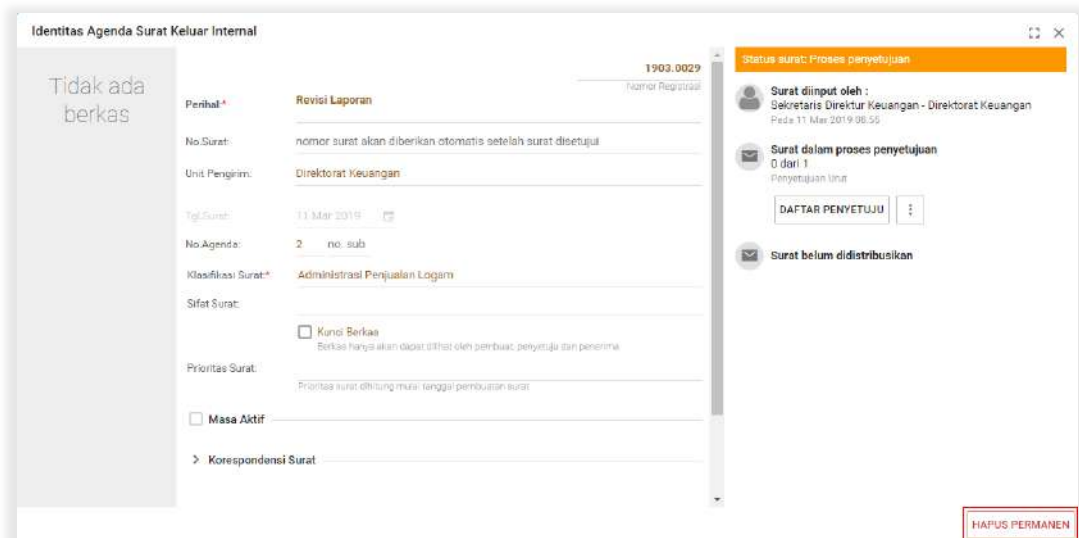 Identitas Agenda Surat Keluar Internal
Tidak ada
berkas
1903.0029
Nomor Registrasi
Perihal:*
Revisi Laporan
No.Surat:
nomor surat akan diberikan otomatis setelah surat disetujui
Unit Pengirim:
Direktorat Keuangan
Tgl.Surat:
11 Mar 2019
No.Agenda:
2 no. sub
Klasifikasi Surat:*
Administrasi Penjualan Logam
Sifat Surat:
Kunci Berkas
Berkas hanya akan dapat dilihat oleh pembuat, penyetuju dan penerima
Prioritas Surat:
Prioritas surat dihitung mulai tanggal pembuatan surat
Masa Aktif
Korespondensi Surat
Status surat: Proses penyetujuan
Surat diinput oleh :
Sekretaris Direktur Keuangan - Direktorat Keuangan
Pada 11 Mar 2019 08:55
Surat dalam proses penyetujuan
0 dari 1
Penyetujuan Urut
DAFTAR PENYETUJU
Surat belum didistribusikan
HAPUS PERMANEN